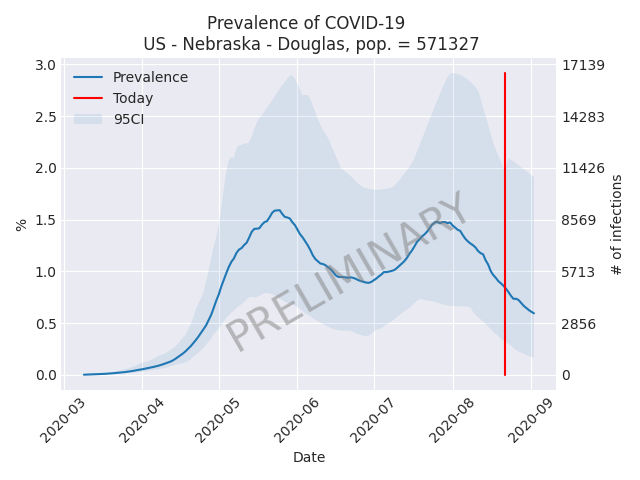 Prevalence of COVID-19
US - Nebraska - Douglas, pop. = 571327
Prevalence
Today
95CI
PRELIMINARY
%
3.0
2.5
2.0
1.5
1.0
0.5
0.0
17139
14283
11426
8569
5713
2856
0
# of infections
2020-03
2020-04
2020-05
2020-06
2020-07
2020-08
2020-09
Date